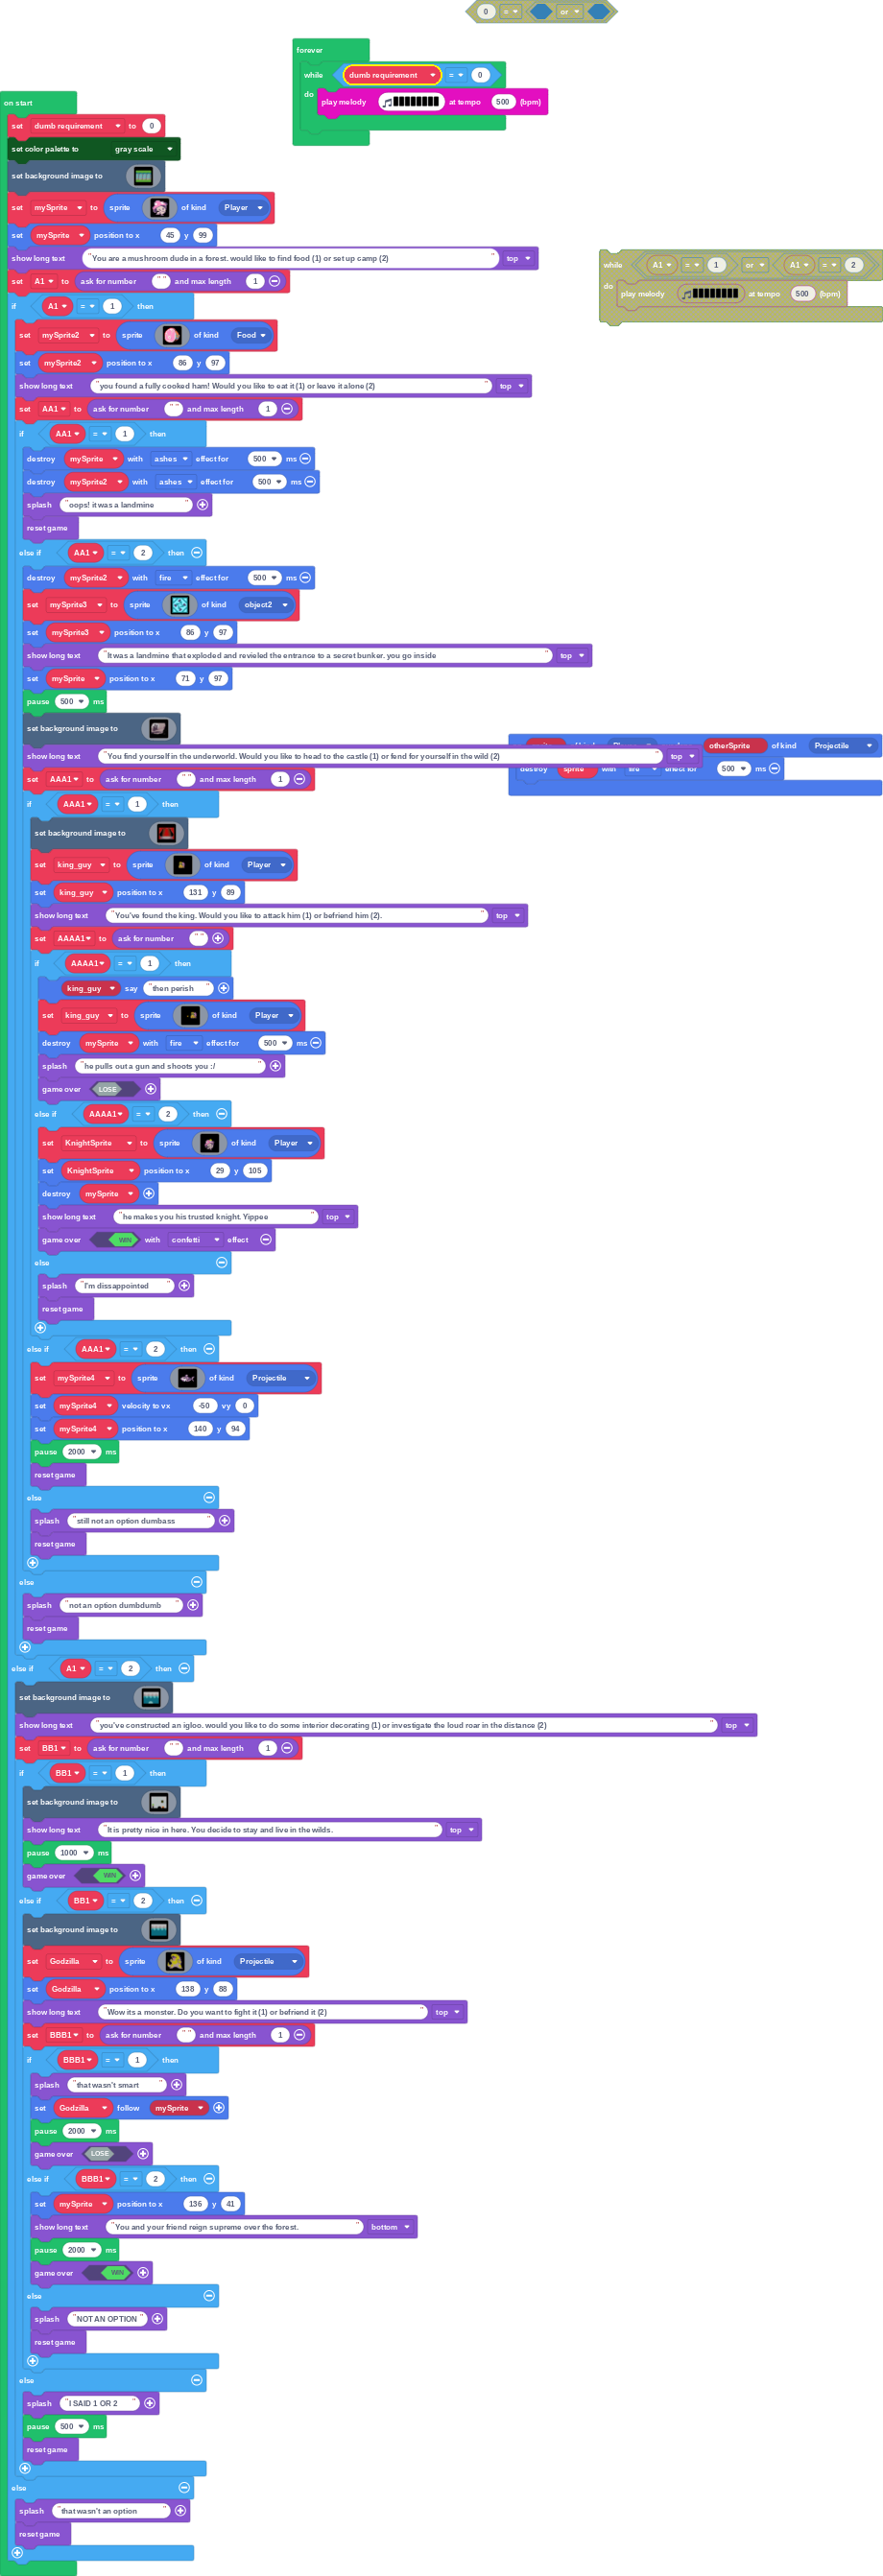 0 = or
forever
while dumb requirement = 0
do play melody at tempo 500 (bpm)
on start
set dumb requirement to 0
set color palette to gray scale
set background image to
set mySprite to sprite of kind Player
set mySprite position to x 45 y 99
show long text "You are a mushroom dude in a forest. would like to find food (1) or set up camp (2)" top
set A1 to ask for number "" and max length 1
if A1 = 1 then
set mySprite2 to sprite of kind Food
set mySprite2 position to x 86 y 97
show long text "you found a fully cooked ham! Would you like to eat it (1) or leave it alone (2)" top
set AA1 to ask for number "" and max length 1
if AA1 = 1 then
destroy mySprite with ashes effect for 500 ms
destroy mySprite2 with ashes effect for 500 ms
splash "oops! it was a landmine"
reset game
else if AA1 = 2 then
destroy mySprite2 with fire effect for 500 ms
set mySprite3 to sprite of kind object2
set mySprite3 position to x 86 y 97
show long text "It was a landmine that exploded and revieled the entrance to a secret bunker. you go inside" top
set mySprite position to x 71 y 97
pause 500 ms
set background image to
show long text "You find yourself in the underworld. Would you like to head to the castle (1) or fend for yourself in the wild (2)" top
set AAA1 to ask for number "" and max length 1
if AAA1 = 1 then
set background image to
set king_guy to sprite of kind Player
set king_guy position to x 131 y 89
show long text "You've found the king. Would you like to attack him (1) or befriend him (2)." top
set AAAA1 to ask for number ""
if AAAA1 = 1 then
king_guy say "then perish"
set king_guy to sprite of kind Player
destroy mySprite with fire effect for 500 ms
splash "he pulls out a gun and shoots you :/"
game over LOSE
else if AAAA1 = 2 then
set KnightSprite to sprite of kind Player
set KnightSprite position to x 29 y 105
destroy mySprite
show long text "he makes you his trusted knight. Yippee" top
game over WIN with confetti effect
else
splash "I'm dissappointed"
reset game
else if AAA1 = 2 then
set mySprite4 to sprite of kind Projectile
set mySprite4 velocity to vx -50 vy 0
set mySprite4 position to x 140 y 94
pause 2000 ms
reset game
else
splash "still not an option dumbass"
reset game
else
splash "not an option dumbdumb"
reset game
else if A1 = 2 then
set background image to
show long text "you've constructed an igloo. would you like to do some interior decorating (1) or investigate the loud roar in the distance (2)" top
set BB1 to ask for number "" and max length 1
if BB1 = 1 then
set background image to
show long text "It is pretty nice in here. You decide to stay and live in the wilds." top
pause 1000 ms
game over WIN
else if BB1 = 2 then
set background image to
set Godzilla to sprite of kind Projectile
set Godzilla position to x 138 y 88
show long text "Wow its a monster. Do you want to fight it (1) or befriend it (2)" top
set BBB1 to ask for number "" and max length 1
if BBB1 = 1 then
splash "that wasn't smart"
set Godzilla follow mySprite
pause 2000 ms
game over LOSE
else if BBB1 = 2 then
set mySprite position to x 136 y 41
show long text "You and your friend reign supreme over the forest." bottom
pause 2000 ms
game over WIN
else
splash "NOT AN OPTION"
reset game
else
splash "I SAID 1 OR 2"
pause 500 ms
reset game
else
splash "that wasn't an option"
reset game
while A1 = 1 or A1 = 2
do play melody at tempo 500 (bpm)
otherSprite of kind Projectile
destroy sprite with fire effect for 500 ms